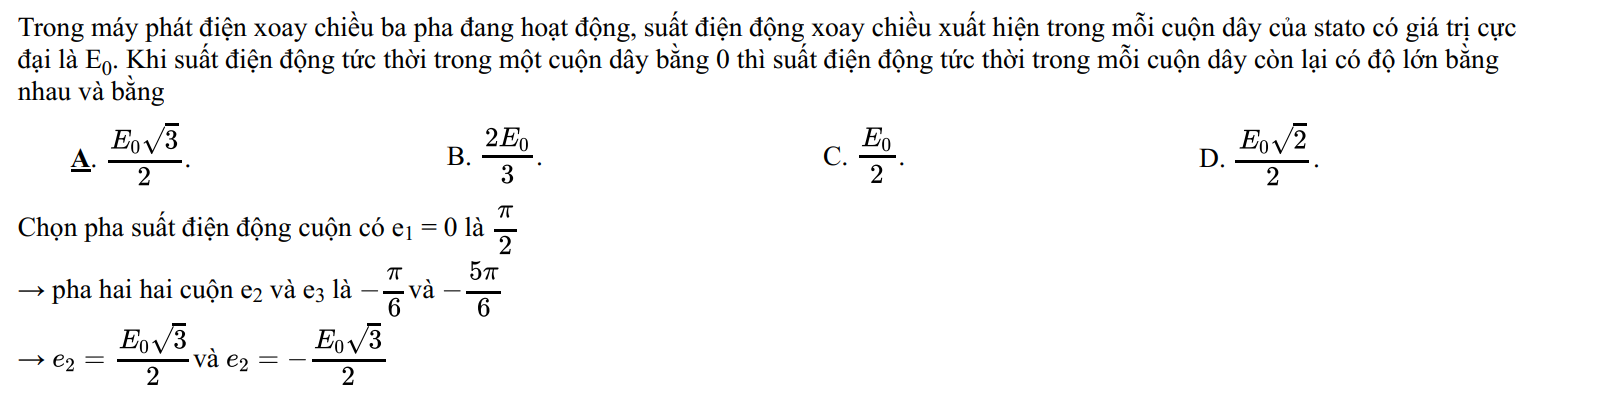 Trong máy phát điện xoay chiều ba pha đang hoạt động, suất điện động xoay chiều xuất hiện trong mỗi cuộn dây của stato có giá trị cực
đại là E₀. Khi suất điện động tức thời trong một cuộn dây bằng 0 thì suất điện động tức thời trong mỗi cuộn dây còn lại có độ lớn bằng
nhau và bằng
A. $\frac{E_0\sqrt{3}}{2}$. B. $\frac{2E_0}{3}$. C. $\frac{E_0}{2}$. D. $\frac{E_0\sqrt{2}}{2}$.
Chọn pha suất điện động cuộn có e₁ = 0 là $\frac{\pi}{2}$
→ pha hai hai cuộn e₂ và e₃ là $-\frac{\pi}{6}$ và $-\frac{5\pi}{6}$
→ $e_2 = \frac{E_0\sqrt{3}}{2}$ và $e_2 = -\frac{E_0\sqrt{3}}{2}$